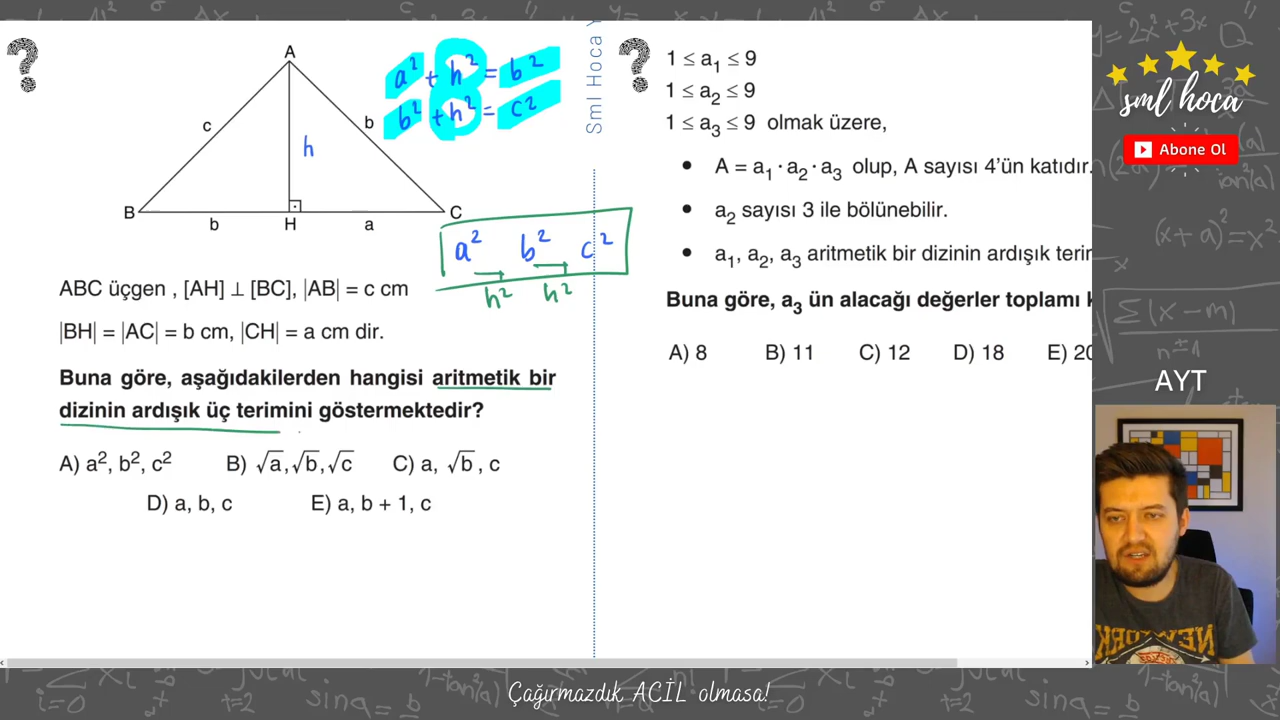 A
c
b
h
B
b
H
a
C
a² + h² = b²
b² + h² = c²
a² b² c²
h² h²
ABC üçgen , [AH] ⊥ [BC], |AB| = c cm
|BH| = |AC| = b cm, |CH| = a cm dir.
Buna göre, aşağıdakilerden hangisi aritmetik bir
dizinin ardışık üç terimini göstermektedir?
A) a², b², c² B) √a, √b, √c C) a, √b , c
D) a, b, c E) a, b + 1, c
Sml Hoca
1 ≤ a₁ ≤ 9
1 ≤ a₂ ≤ 9
1 ≤ a₃ ≤ 9 olmak üzere,
• A = a₁ · a₂ · a₃ olup, A sayısı 4'ün katıdır.
• a₂ sayısı 3 ile bölünebilir.
• a₁, a₂, a₃ aritmetik bir dizinin ardışık
Buna göre, a₃ ün alacağı değerler toplamı
A) 8 B) 11 C) 12 D) 18 E) 20
sml hoca
Abone Ol
AYT
Çağırmazdık ACİL olmasa!